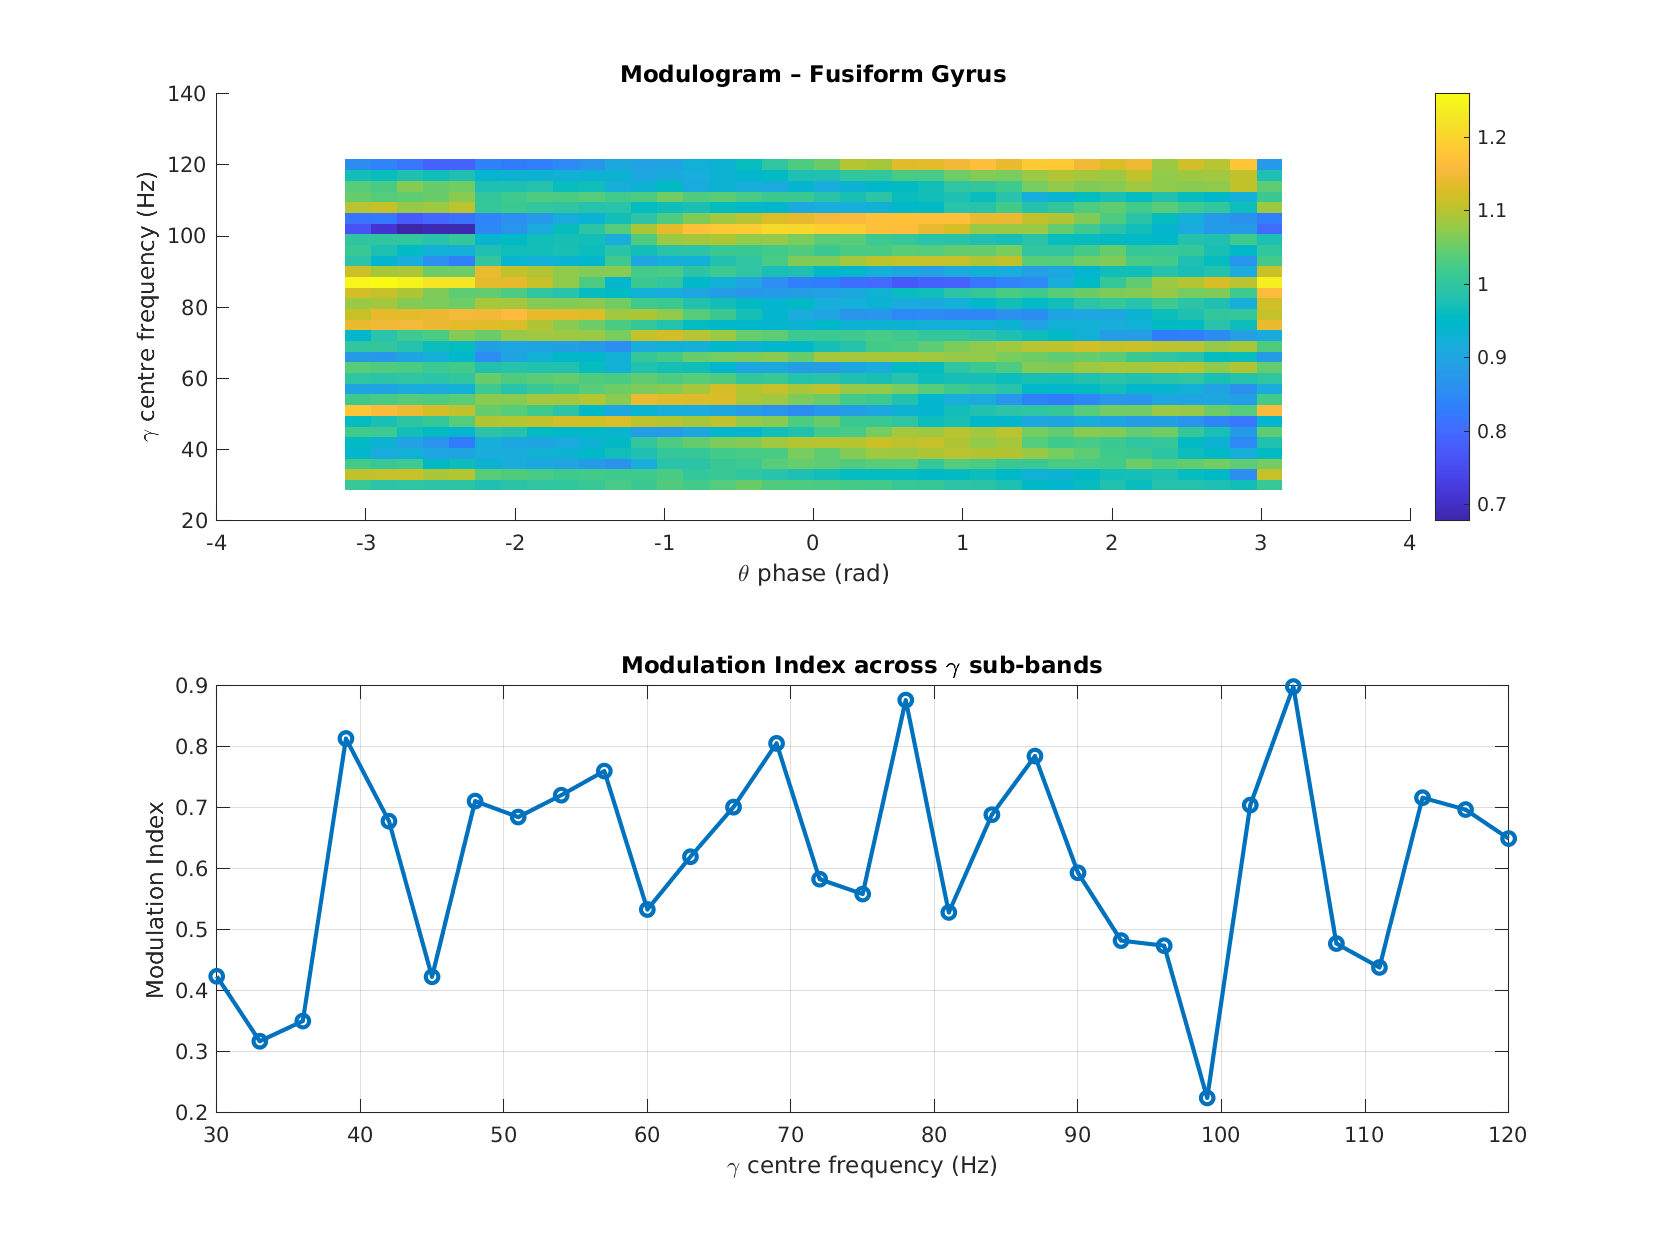 Modulogram – Fusiform Gyrus
140
120
100
80
60
40
20
γ centre frequency (Hz)
-4 -3 -2 -1 0 1 2 3 4
θ phase (rad)
1.2
1.1
1
0.9
0.8
0.7
Modulation Index across γ sub-bands
0.9
0.8
0.7
0.6
0.5
0.4
0.3
0.2
Modulation Index
30 40 50 60 70 80 90 100 110 120
γ centre frequency (Hz)